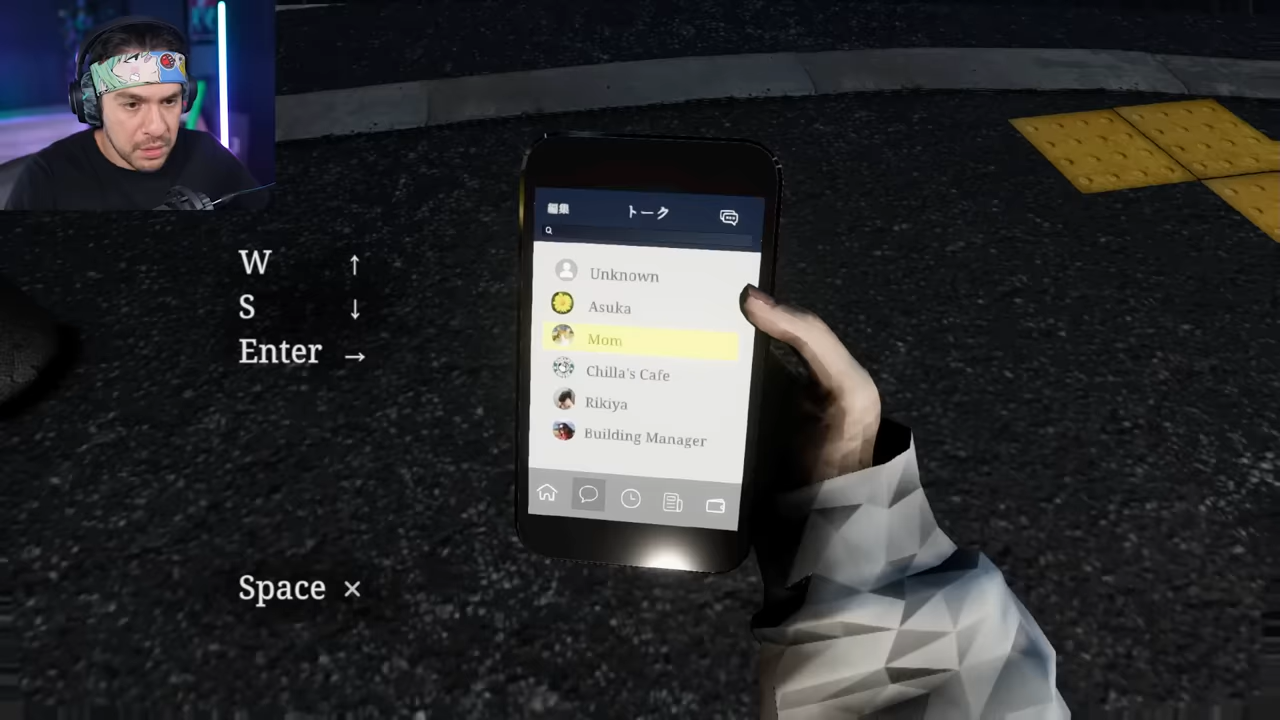 W ↑
S ↓
Enter →
Space ×
編集 トーク
Unknown
Asuka
Mom
Chilla's Cafe
Rikiya
Building Manager